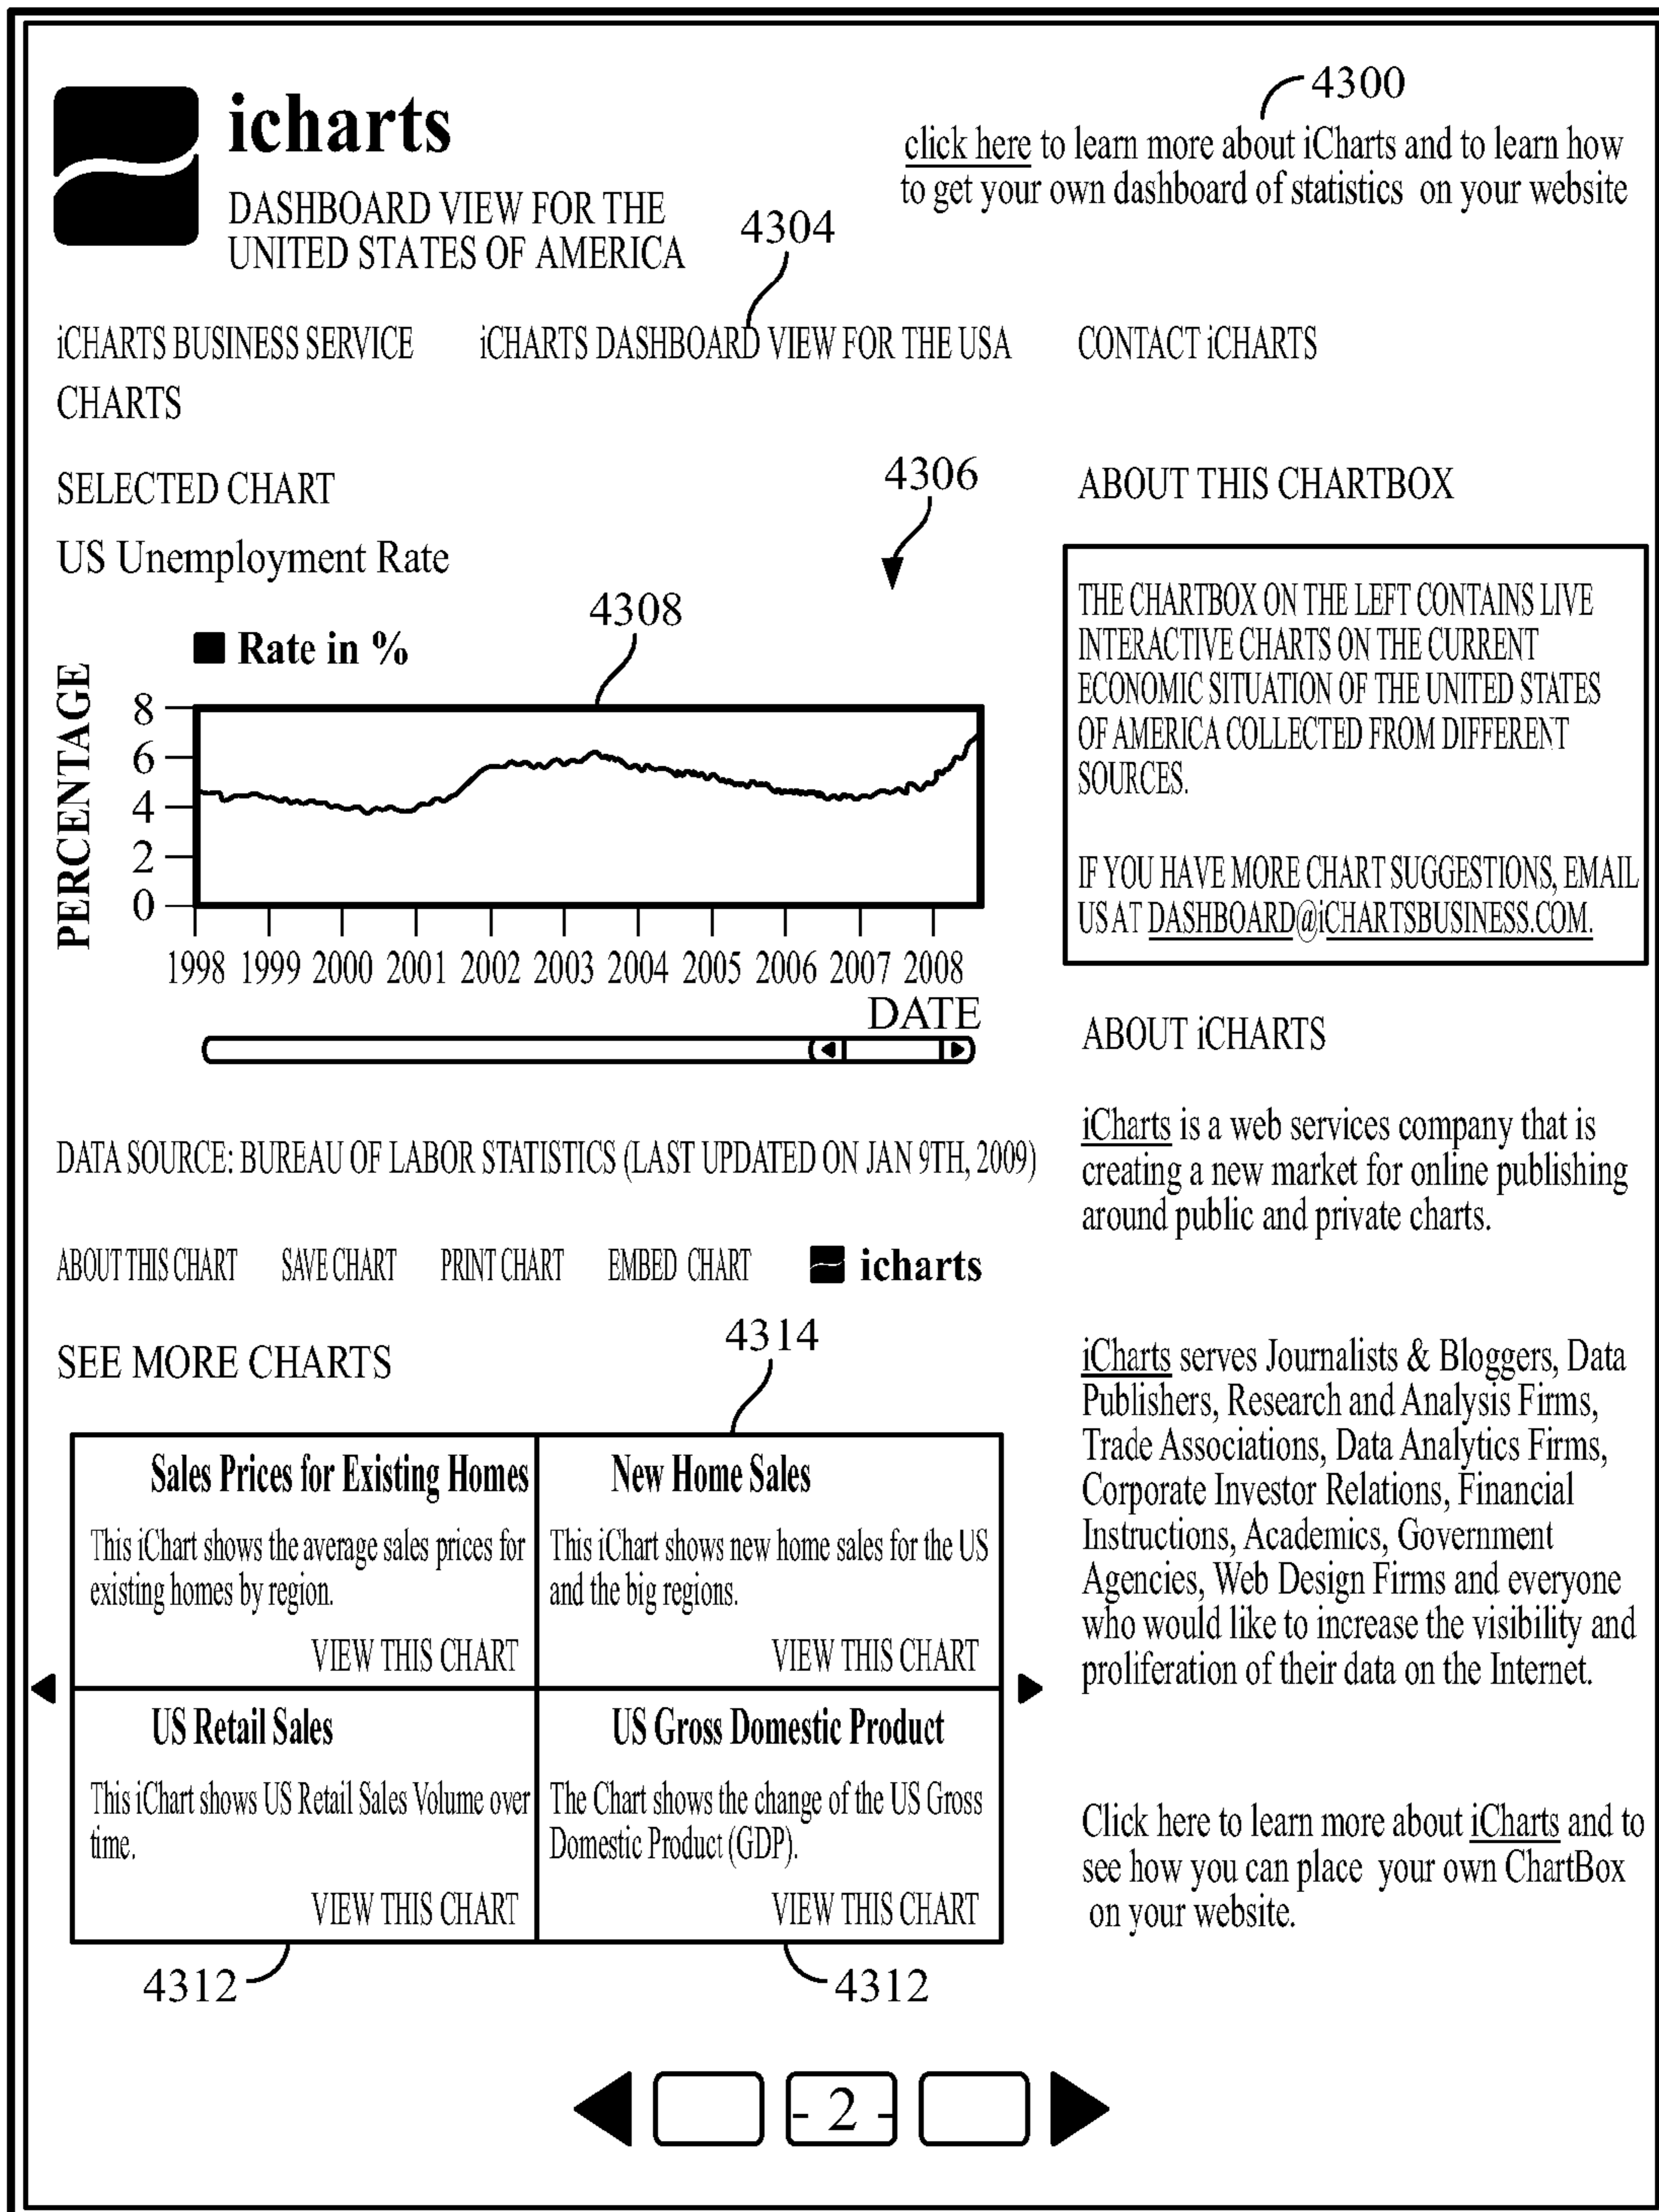 4300
icharts
click here to learn more about iCharts and to learn how
to get your own dashboard of statistics on your website
DASHBOARD VIEW FOR THE
UNITED STATES OF AMERICA
4304
iCHARTS BUSINESS SERVICE
iCHARTS DASHBOARD VIEW FOR THE USA
CONTACT iCHARTS
CHARTS
SELECTED CHART
4306
US Unemployment Rate
4308
Rate in %
PERCENTAGE
8
6
4
2
0
1998 1999 2000 2001 2002 2003 2004 2005 2006 2007 2008
DATE
DATA SOURCE: BUREAU OF LABOR STATISTICS (LAST UPDATED ON JAN 9TH, 2009)
ABOUT THIS CHART SAVE CHART PRINT CHART EMBED CHART icharts
SEE MORE CHARTS
4314
Sales Prices for Existing Homes
This iChart shows the average sales prices for
existing homes by region.
VIEW THIS CHART
New Home Sales
This iChart shows new home sales for the US
and the big regions.
VIEW THIS CHART
US Retail Sales
This iChart shows US Retail Sales Volume over
time.
VIEW THIS CHART
US Gross Domestic Product
The Chart shows the change of the US Gross
Domestic Product (GDP).
VIEW THIS CHART
4312
4312
ABOUT THIS CHARTBOX
THE CHARTBOX ON THE LEFT CONTAINS LIVE
INTERACTIVE CHARTS ON THE CURRENT
ECONOMIC SITUATION OF THE UNITED STATES
OF AMERICA COLLECTED FROM DIFFERENT
SOURCES.
IF YOU HAVE MORE CHART SUGGESTIONS, EMAIL
US AT DASHBOARD@iCHARTSBUSINESS.COM.
ABOUT iCHARTS
iCharts is a web services company that is
creating a new market for online publishing
around public and private charts.
iCharts serves Journalists & Bloggers, Data
Publishers, Research and Analysis Firms,
Trade Associations, Data Analytics Firms,
Corporate Investor Relations, Financial
Instructions, Academics, Government
Agencies, Web Design Firms and everyone
who would like to increase the visibility and
proliferation of their data on the Internet.
Click here to learn more about iCharts and to
see how you can place your own ChartBox
on your website.
- 2 -